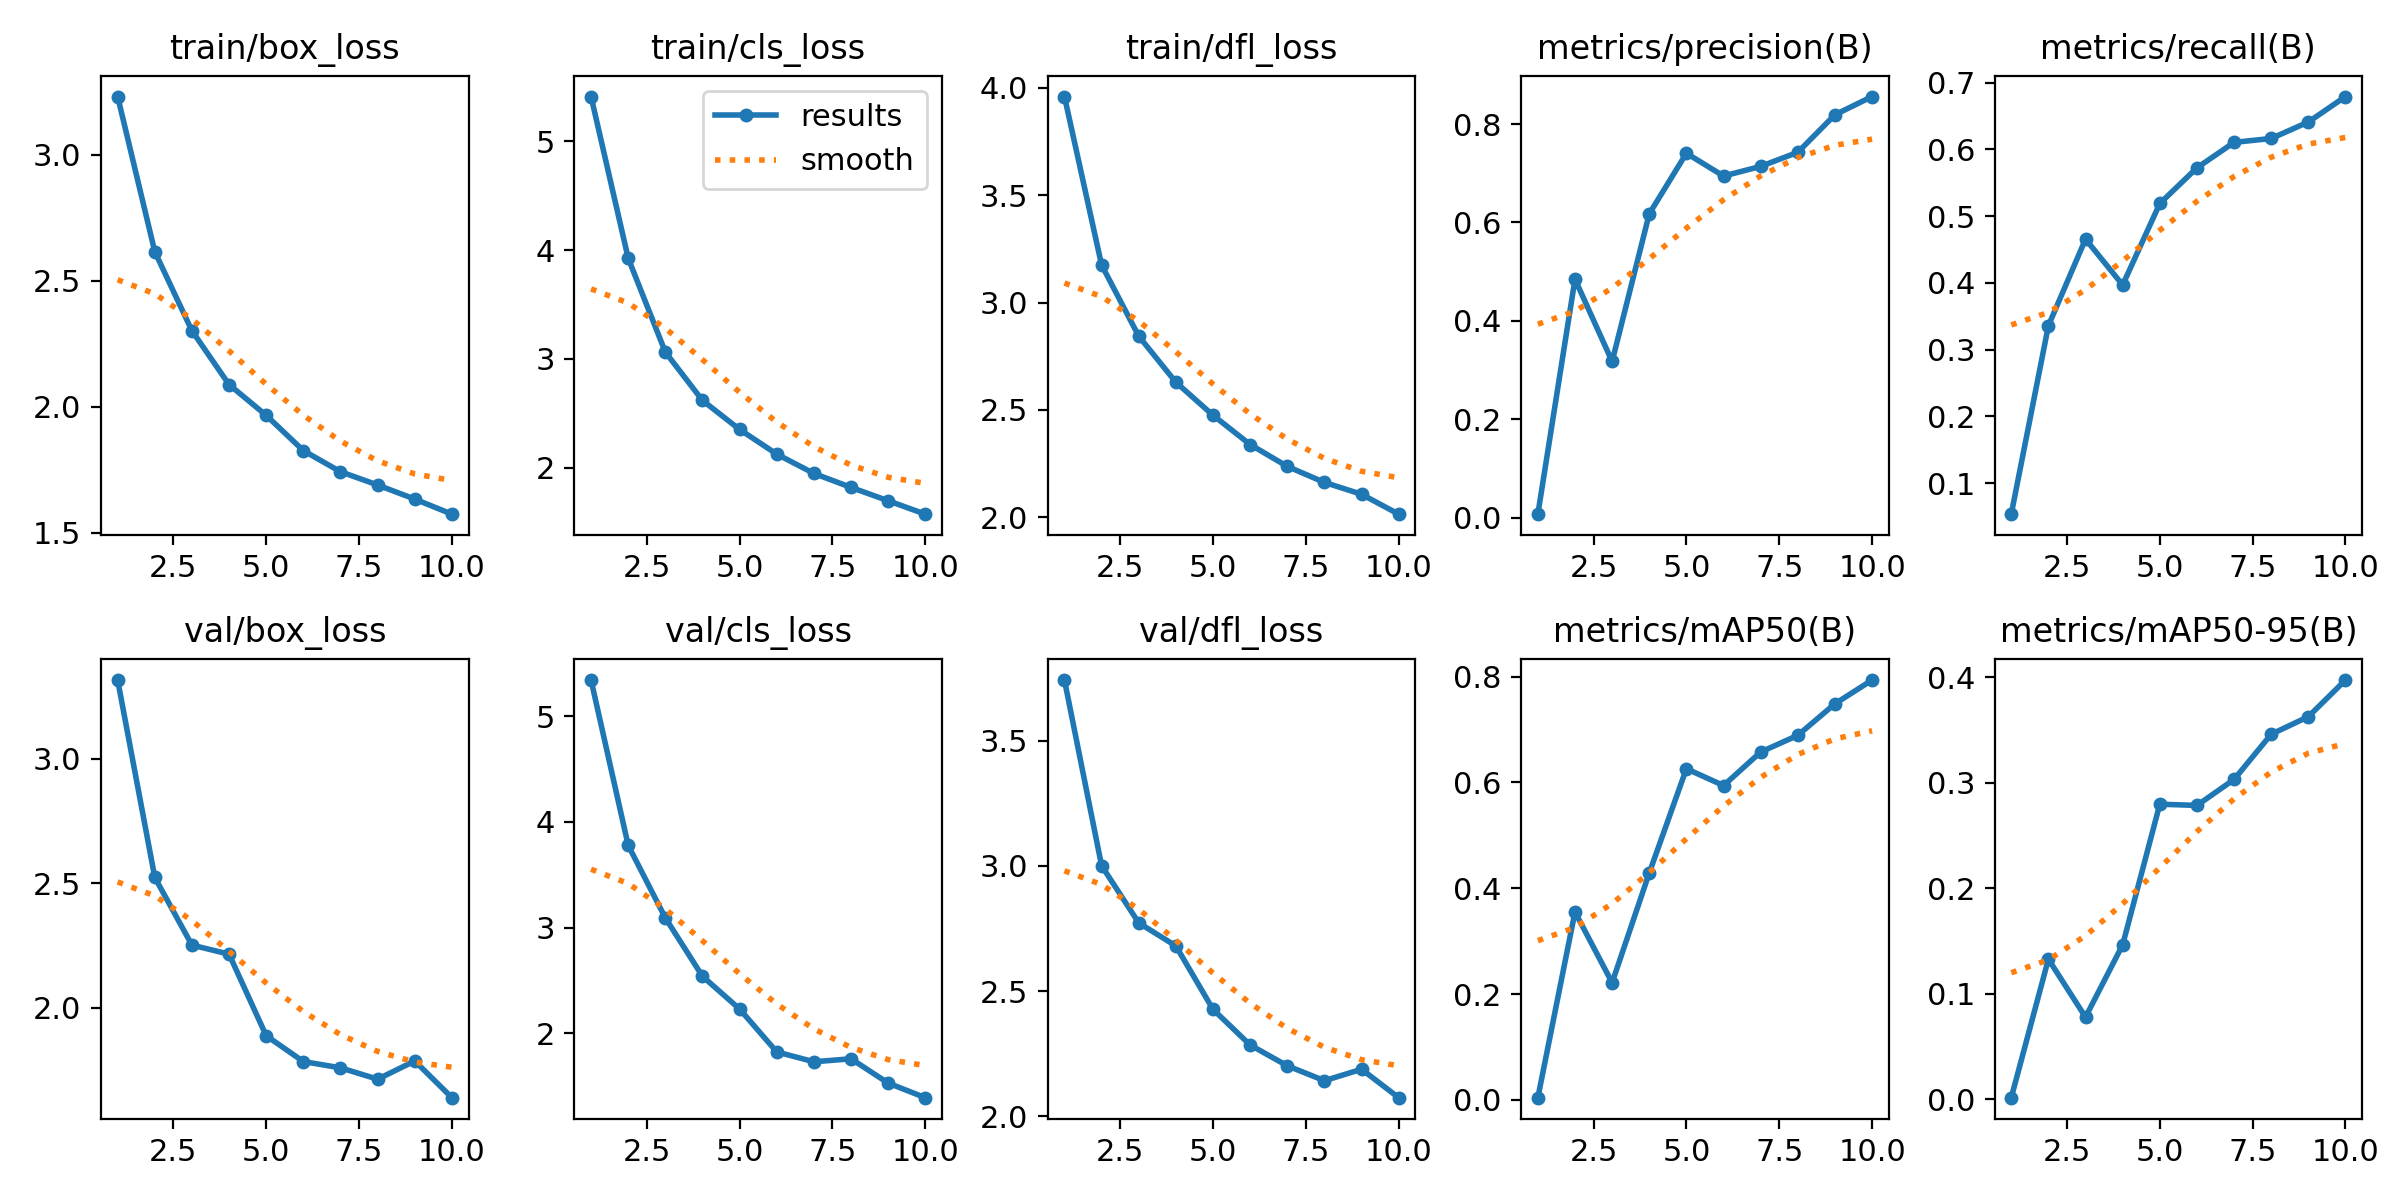 train/box_loss
3.0
2.5
2.0
1.5
2.5 5.0 7.5 10.0
train/cls_loss
results
smooth
5
4
3
2
2.5 5.0 7.5 10.0
train/dfl_loss
4.0
3.5
3.0
2.5
2.0
2.5 5.0 7.5 10.0
metrics/precision(B)
0.8
0.6
0.4
0.2
0.0
2.5 5.0 7.5 10.0
metrics/recall(B)
0.7
0.6
0.5
0.4
0.3
0.2
0.1
2.5 5.0 7.5 10.0
val/box_loss
3.0
2.5
2.0
2.5 5.0 7.5 10.0
val/cls_loss
5
4
3
2
2.5 5.0 7.5 10.0
val/dfl_loss
3.5
3.0
2.5
2.0
2.5 5.0 7.5 10.0
metrics/mAP50(B)
0.8
0.6
0.4
0.2
0.0
2.5 5.0 7.5 10.0
metrics/mAP50-95(B)
0.4
0.3
0.2
0.1
0.0
2.5 5.0 7.5 10.0